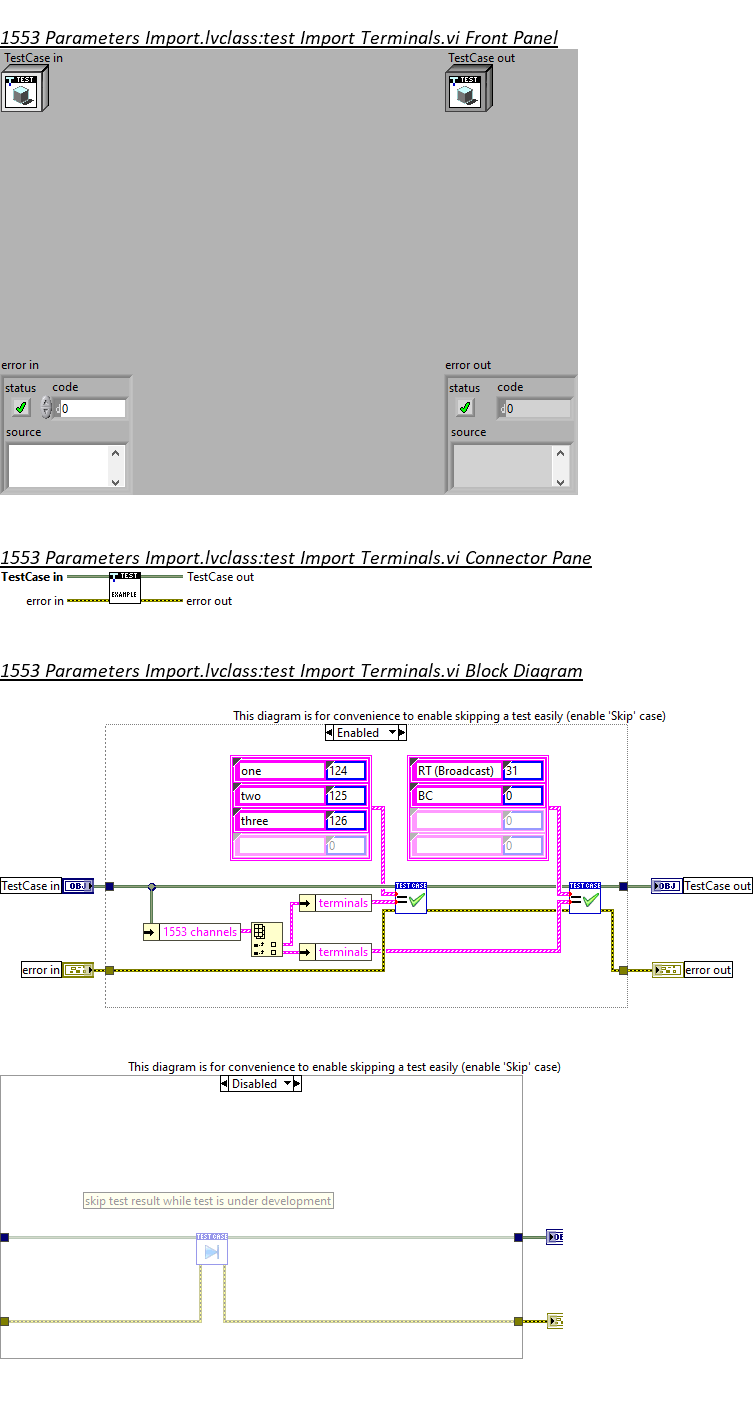 1553 Parameters Import.lvclass:test Import Terminals.vi Front Panel
TestCase in
TestCase out
TEST
TEST
error in
error out
status code
status code
d 0
d 0
source
source
1553 Parameters Import.lvclass:test Import Terminals.vi Connector Pane
TestCase in
TEST
TestCase out
error in
EXAMPLE
error out
1553 Parameters Import.lvclass:test Import Terminals.vi Block Diagram
This diagram is for convenience to enable skipping a test easily (enable 'Skip' case)
Enabled
one 124
two 125
three 126
0
RT (Broadcast) 31
BC 0
0
0
TestCase in
OBJ
TEST CASE
TEST CASE
OBJ
TestCase out
terminals
1553 channels
terminals
error in
error out
This diagram is for convenience to enable skipping a test easily (enable 'Skip' case)
Disabled
skip test result while test is under development
TEST CASE